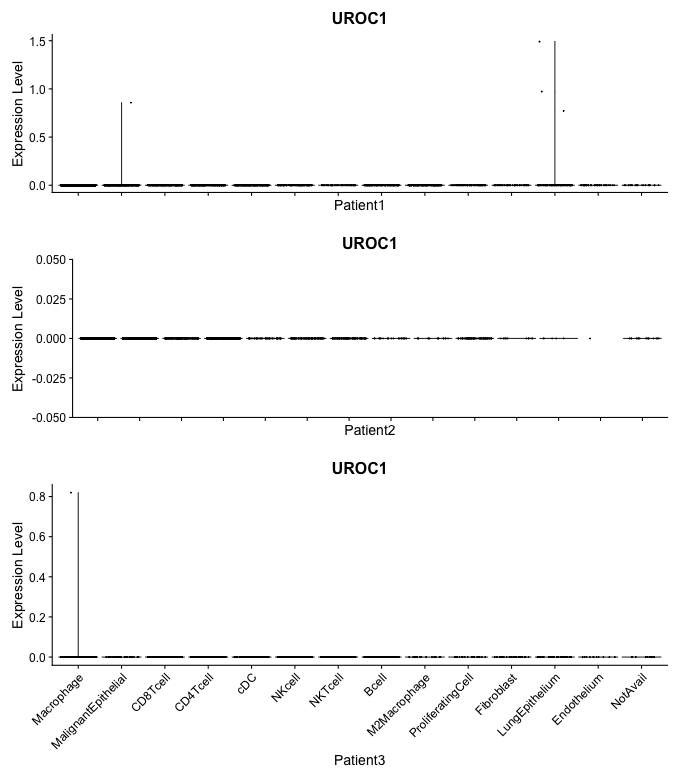 UROC1
Expression Level
1.5
1.0
0.5
0.0
Patient1
UROC1
Expression Level
0.050
0.025
0.000
-0.025
-0.050
Patient2
UROC1
Expression Level
0.8
0.6
0.4
0.2
0.0
Macrophage
MalignantEpithelial
CD8Tcell
CD4Tcell
cDC
NKcell
NKTcell
Bcell
M2Macrophage
ProliferatingCell
Fibroblast
LungEpithelium
Endothelium
NotAvail
Patient3